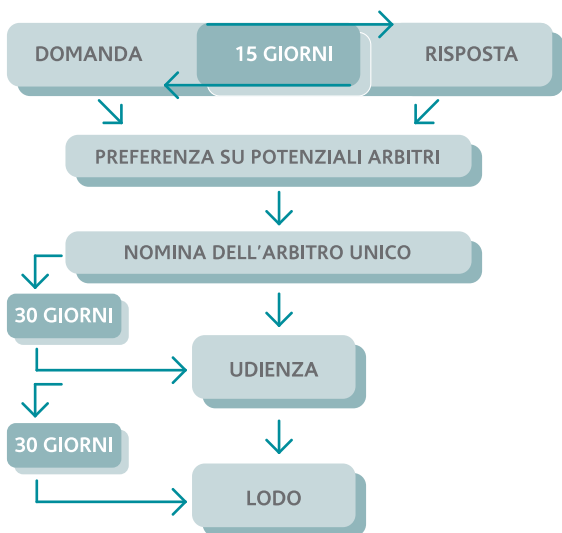 DOMANDA
15 GIORNI
RISPOSTA
PREFERENZA SU POTENZIALI ARBITRI
NOMINA DELL'ARBITRO UNICO
30 GIORNI
UDIENZA
30 GIORNI
LODO